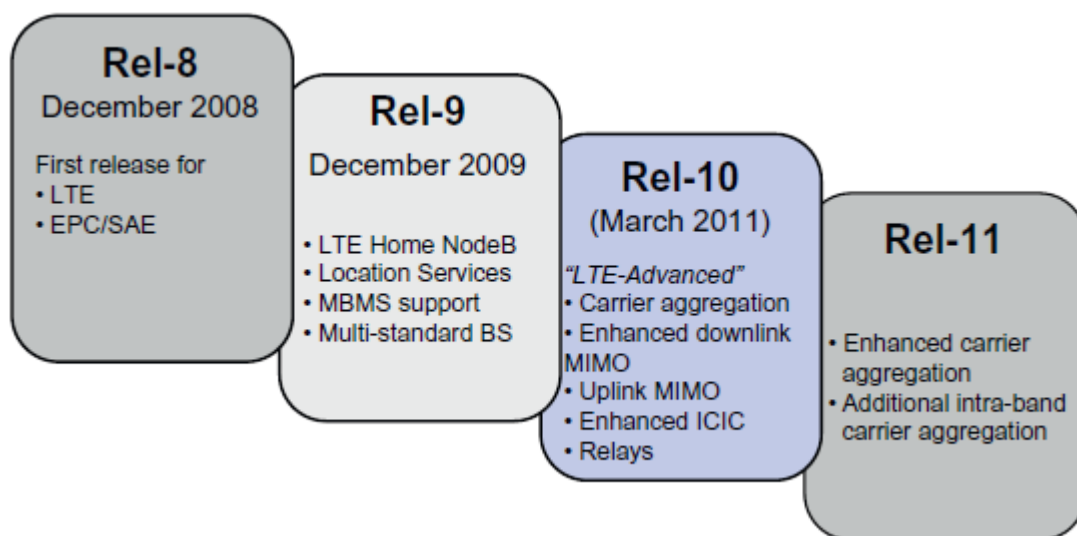 Rel-8
December 2008
First release for
• LTE
• EPC/SAE
Rel-9
December 2009
• LTE Home NodeB
• Location Services
• MBMS support
• Multi-standard BS
Rel-10
(March 2011)
“LTE-Advanced”
• Carrier aggregation
• Enhanced downlink
MIMO
• Uplink MIMO
• Enhanced ICIC
• Relays
Rel-11
• Enhanced carrier
aggregation
• Additional intra-band
carrier aggregation